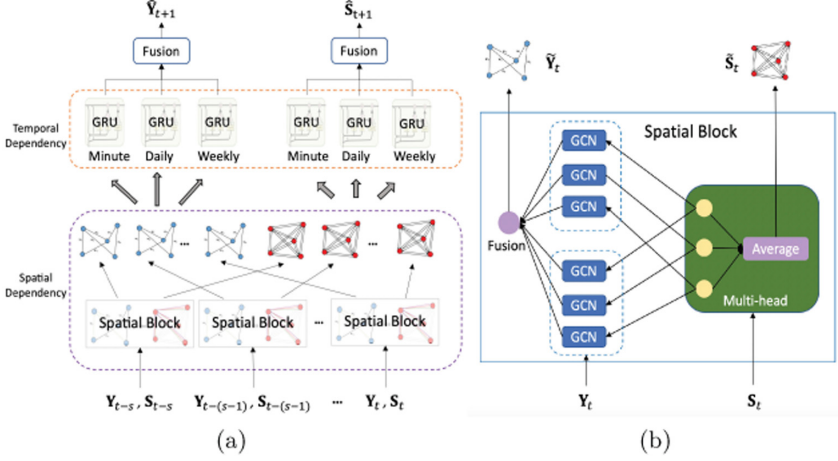 Ŷ_{t+1} Ŝ_{t+1}
Fusion Fusion
Temporal Dependency
GRU GRU GRU GRU GRU GRU
Minute Daily Weekly Minute Daily Weekly
... ...
Spatial Dependency
Spatial Block Spatial Block ... Spatial Block
Y_{t-s}, S_{t-s} Y_{t-(s-1)}, S_{t-(s-1)} ... Y_t, S_t
(a)
Ỹ_t S̃_t
Spatial Block
GCN
GCN
GCN
Fusion
Average
GCN
GCN
GCN
Multi-head
Y_t S_t
(b)